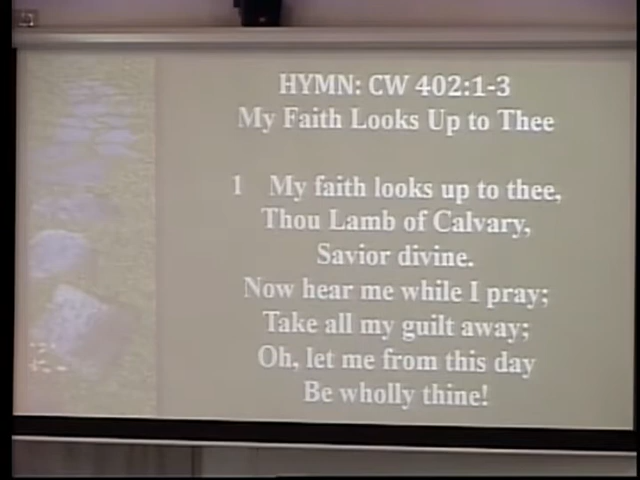 HYMN: CW 402:1-3
My Faith Looks Up to Thee
1 My faith looks up to thee,
Thou Lamb of Calvary,
Savior divine.
Now hear me while I pray;
Take all my guilt away;
Oh, let me from this day
Be wholly thine!